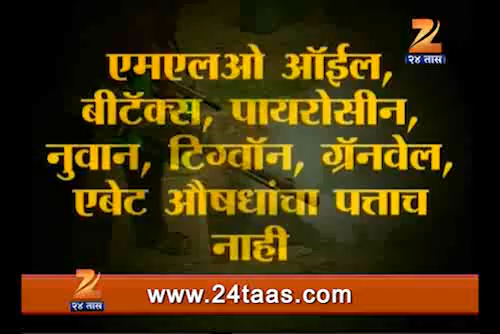 २४ तास
एमएलओ ऑईल,
बीटॅक्स, पायरोसीन,
नुवान, टिग्वॉन, ग्रॅनवेल,
एबेट औषधांचा पत्ताच
नाही
२४ तास
www.24taas.com